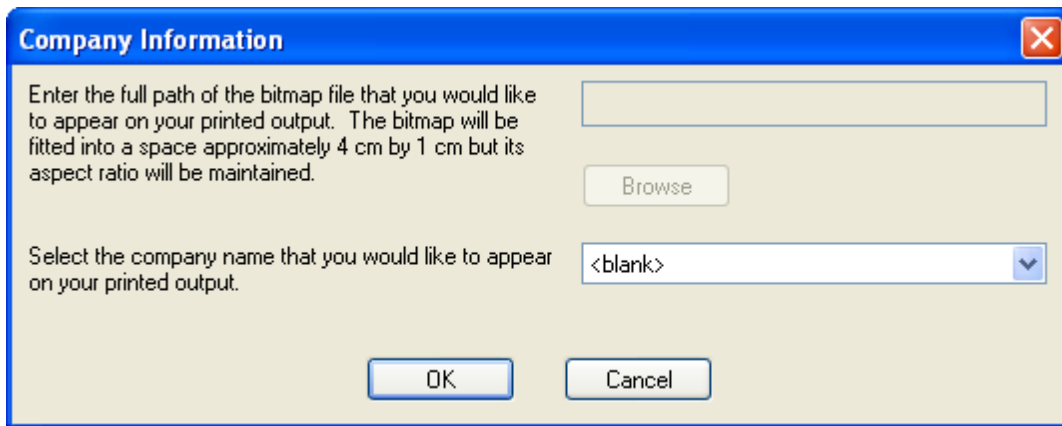 Company Information
Enter the full path of the bitmap file that you would like
to appear on your printed output.  The bitmap will be
fitted into a space approximately 4 cm by 1 cm but its
aspect ratio will be maintained.
Browse
Select the company name that you would like to appear
on your printed output.
<blank>
OK
Cancel